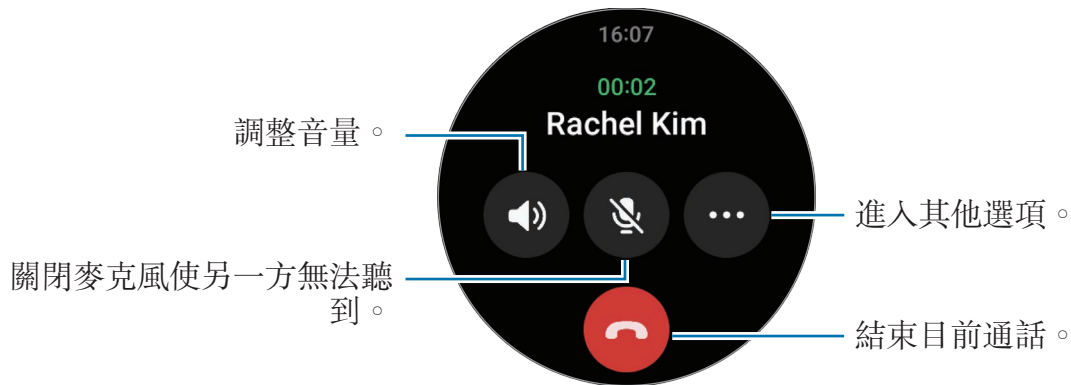 16:07
00:02
Rachel Kim
調整音量。
進入其他選項。
關閉麥克風使另一方無法聽
到。
結束目前通話。